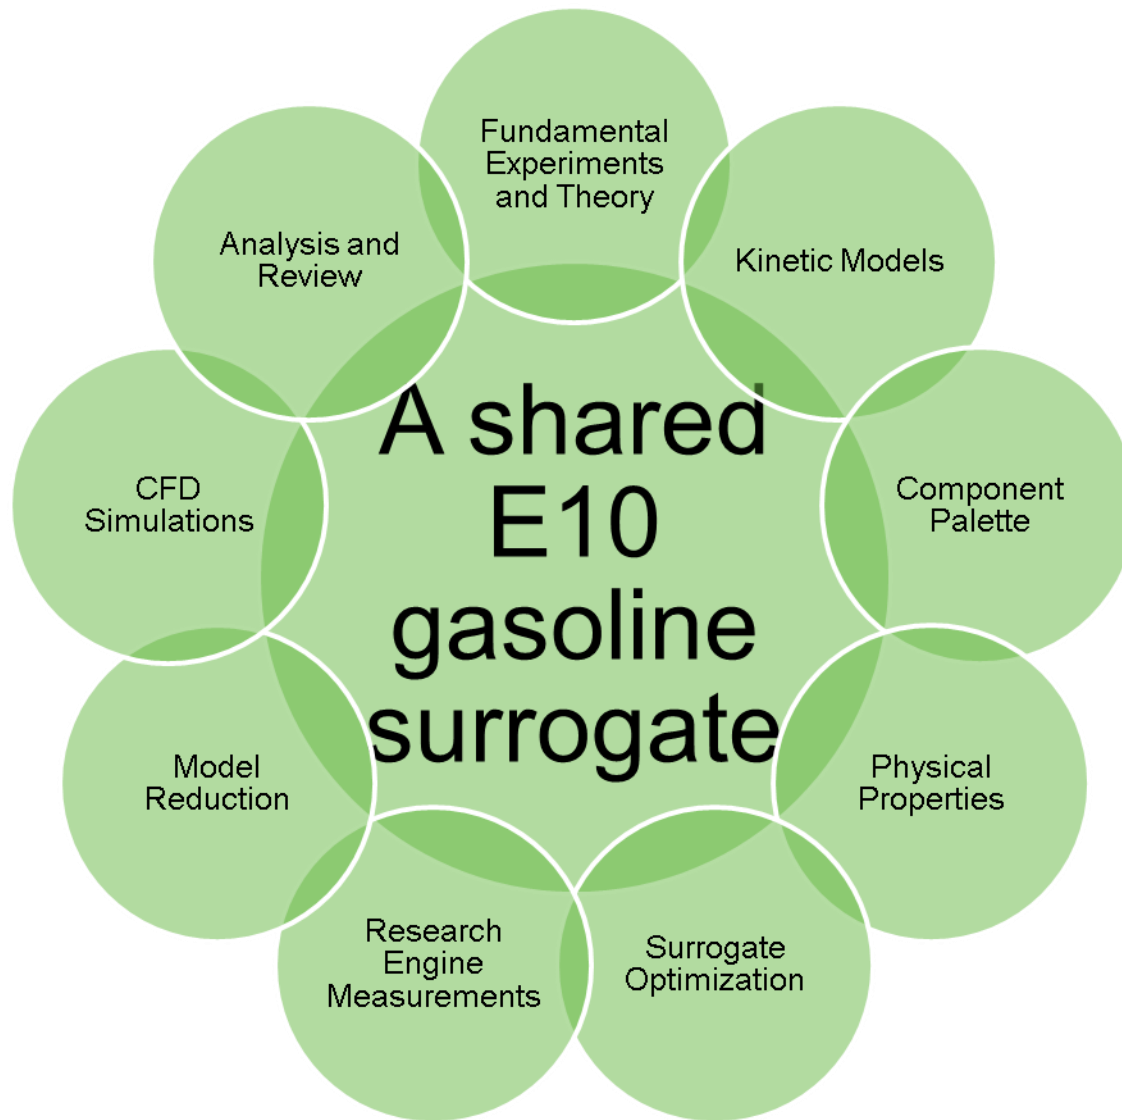 Fundamental
Experiments
and Theory
Kinetic Models
Component
Palette
Physical
Properties
Surrogate
Optimization
Research
Engine
Measurements
Model
Reduction
CFD
Simulations
Analysis and
Review
A shared
E10
gasoline
surrogate